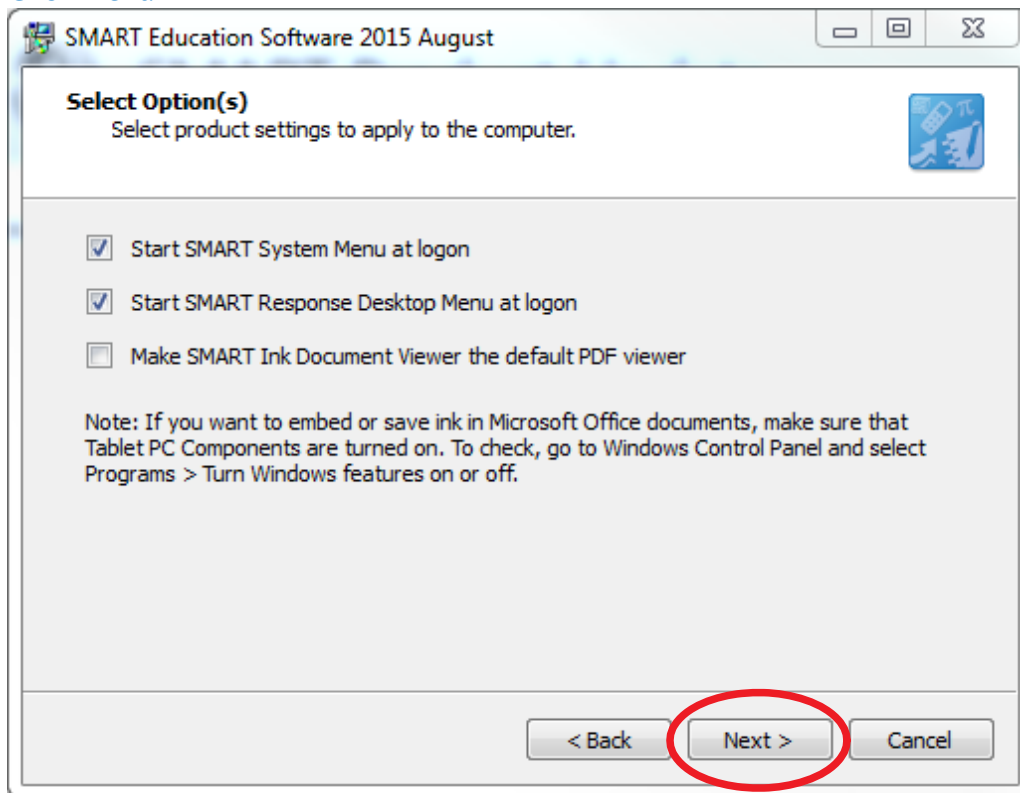 SMART Education Software 2015 August
Select Option(s)
Select product settings to apply to the computer.
Start SMART System Menu at logon
Start SMART Response Desktop Menu at logon
Make SMART Ink Document Viewer the default PDF viewer
Note: If you want to embed or save ink in Microsoft Office documents, make sure that
Tablet PC Components are turned on. To check, go to Windows Control Panel and select
Programs > Turn Windows features on or off.
< Back Next > Cancel